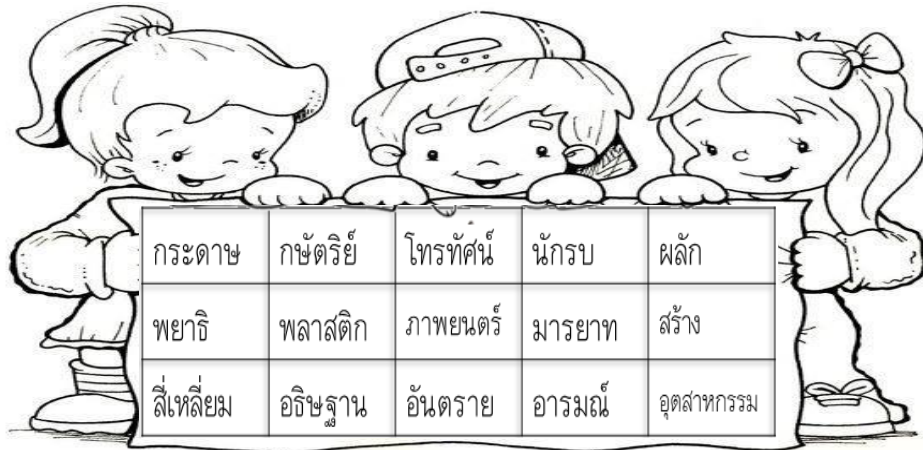 กระดาษ กษัตริย์ โทรทัศน์ นักรบ ผลัก
พยาธิ พลาสติก ภาพยนตร์ มารยาท สร้าง
สี่เหลี่ยม อธิษฐาน อันตราย อารมณ์ อุตสาหกรรม